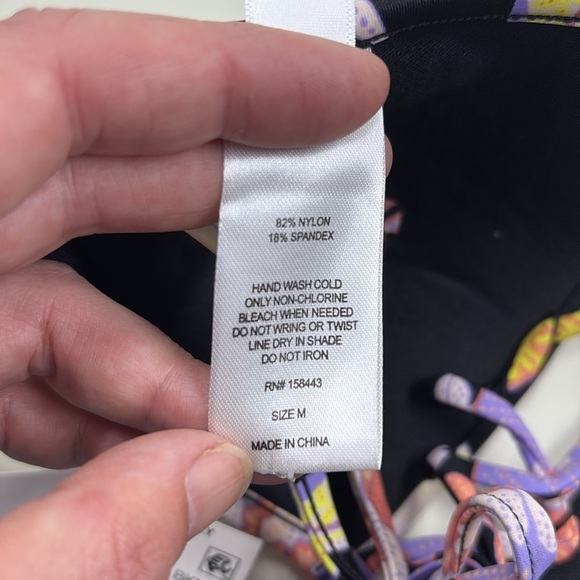 82% NYLON
18% SPANDEX
HAND WASH COLD
ONLY NON-CHLORINE
BLEACH WHEN NEEDED
DO NOT WRING OR TWIST
LINE DRY IN SHADE
DO NOT IRON
RN# 158443
SIZE M
MADE IN CHINA